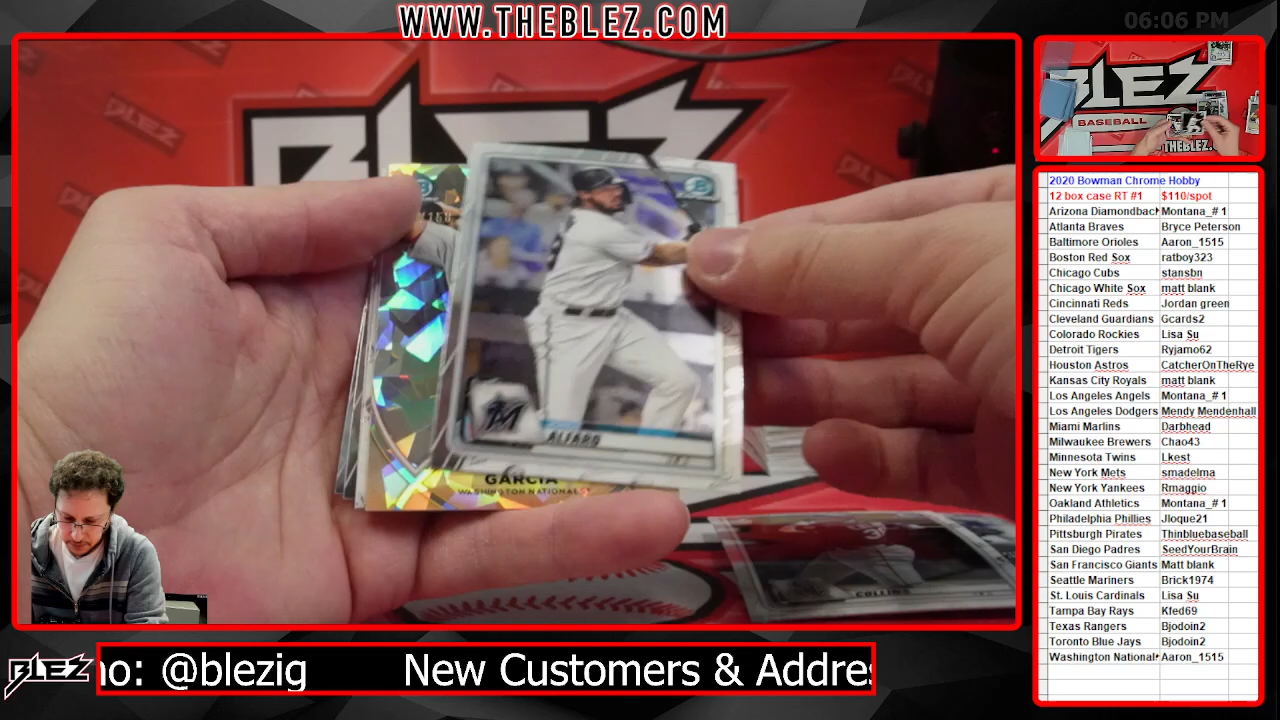 WWW.THEBLEZ.COM
06:06 PM
BLEZ
BLEZ
BLEZ
BLEZ
BASEBALL
THEBLEZ.
ALFARO
GARCIA
WASHINGTON NATIONALS
COLLINS
2020 Bowman Chrome Hobby
12 box case RT #1 $110/spot
Arizona Diamondback Montana_# 1
Atlanta Braves Bryce Peterson
Baltimore Orioles Aaron_1515
Boston Red Sox ratboy323
Chicago Cubs stansbn
Chicago White Sox matt blank
Cincinnati Reds Jordan green
Cleveland Guardians Gcards2
Colorado Rockies Lisa Su
Detroit Tigers Ryjamo62
Houston Astros CatcherOnTheRye
Kansas City Royals matt blank
Los Angeles Angels Montana_# 1
Los Angeles Dodgers Mendy Mendenhall
Miami Marlins Darbhead
Milwaukee Brewers Chao43
Minnesota Twins Lkest
New York Mets smadelma
New York Yankees Rmaggio
Oakland Athletics Montana_# 1
Philadelphia Phillies Jloque21
Pittsburgh Pirates Thinbluebaseball
San Diego Padres SeedYourBrain
San Francisco Giants Matt blank
Seattle Mariners Brick1974
St. Louis Cardinals Lisa Su
Tampa Bay Rays Kfed69
Texas Rangers Bjodoin2
Toronto Blue Jays Bjodoin2
Washington National Aaron_1515
BLEZ
no: @blezig New Customers & Addres